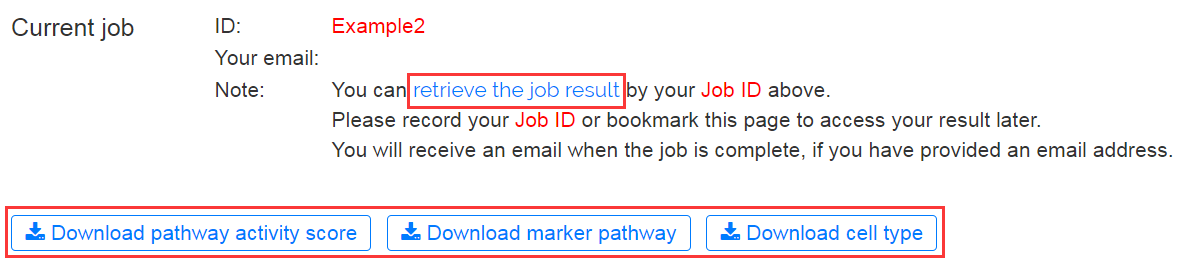 Current job ID: Example2
Your email:
Note: You can retrieve the job result by your Job ID above.
Please record your Job ID or bookmark this page to access your result later.
You will receive an email when the job is complete, if you have provided an email address.
Download pathway activity score Download marker pathway Download cell type